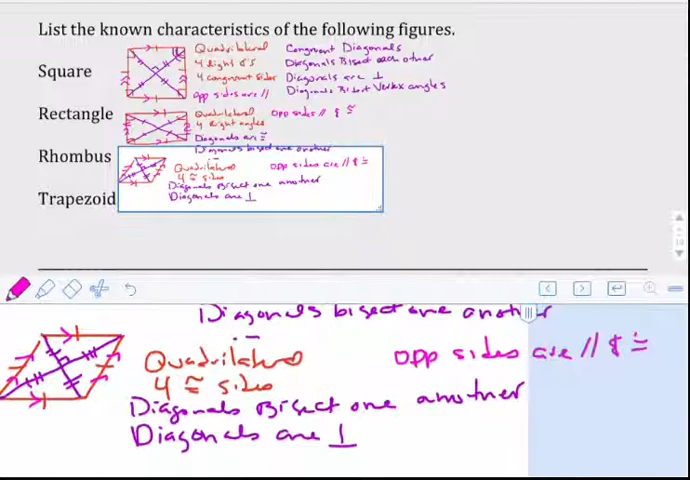 List the known characteristics of the following figures.
Square
Quadrilateral Congruent Diagonals
4 Right ∠'s Diagonals Bisect each other
4 congruent sides Diagonals are ⊥
opp sides are // Diagonals Bisect Vertex angles
Rectangle
Quadrilateral opp sides // & ≅
4 Right angles
Diagonals are ≅
Diagonals bisect one another
Rhombus
Quadrilateral opp sides are // & ≅
4 ≅ sides
Diagonals Bisect one another
Trapezoid
Diagonals are ⊥
Diagonals bisect one another
Quadrilateral opp sides are // & ≅
4 ≅ sides
Diagonals Bisect one another
Diagonals are ⊥